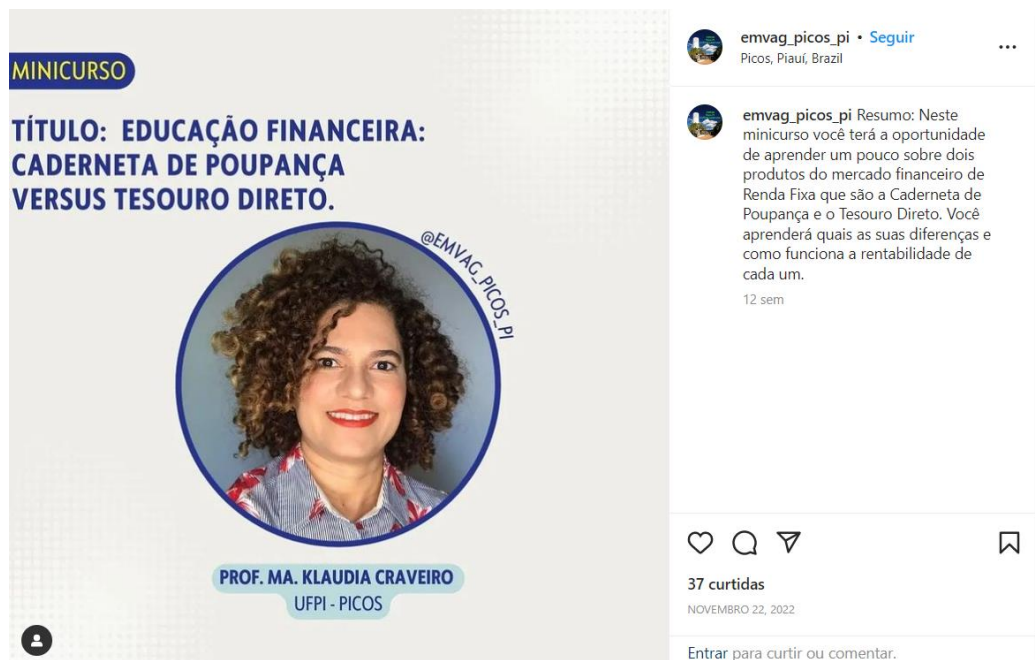 MINICURSO
TÍTULO: EDUCAÇÃO FINANCEIRA:
CADERNETA DE POUPANÇA
VERSUS TESOURO DIRETO.
@EMVAG_PICOS_PI
PROF. MA. KLAUDIA CRAVEIRO
UFPI - PICOS
emvag_picos_pi • Seguir
Picos, Piauí, Brazil
emvag_picos_pi Resumo: Neste
minicurso você terá a oportunidade
de aprender um pouco sobre dois
produtos do mercado financeiro de
Renda Fixa que são a Caderneta de
Poupança e o Tesouro Direto. Você
aprenderá quais as suas diferenças e
como funciona a rentabilidade de
cada um.
12 sem
37 curtidas
NOVEMBRO 22, 2022
Entrar para curtir ou comentar.